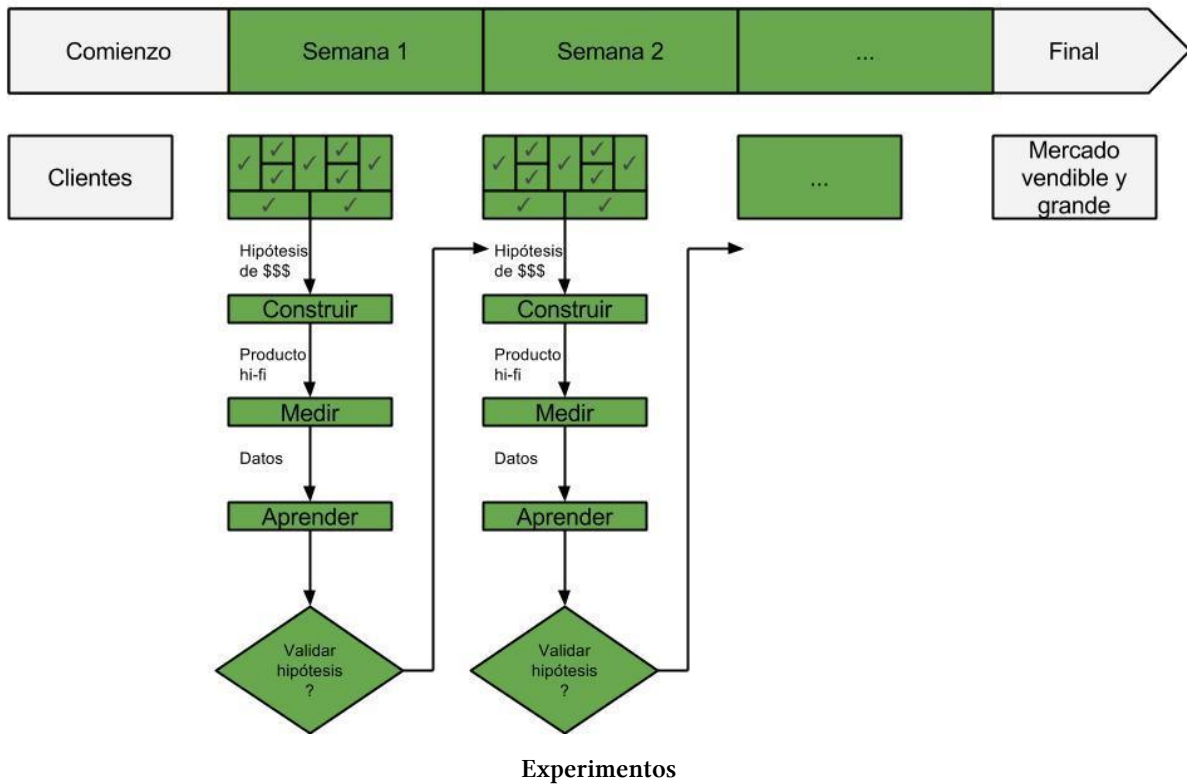 Comienzo
Semana 1
Semana 2
...
Final
Clientes
✓ ✓ ✓ ✓ ✓
✓ ✓
✓ ✓
✓ ✓ ✓ ✓ ✓
✓ ✓
✓ ✓
...
Mercado
vendible y
grande
Hipótesis
de $$$
Construir
Producto
hi-fi
Medir
Datos
Aprender
Validar
hipótesis
?
Hipótesis
de $$$
Construir
Producto
hi-fi
Medir
Datos
Aprender
Validar
hipótesis
?
Experimentos